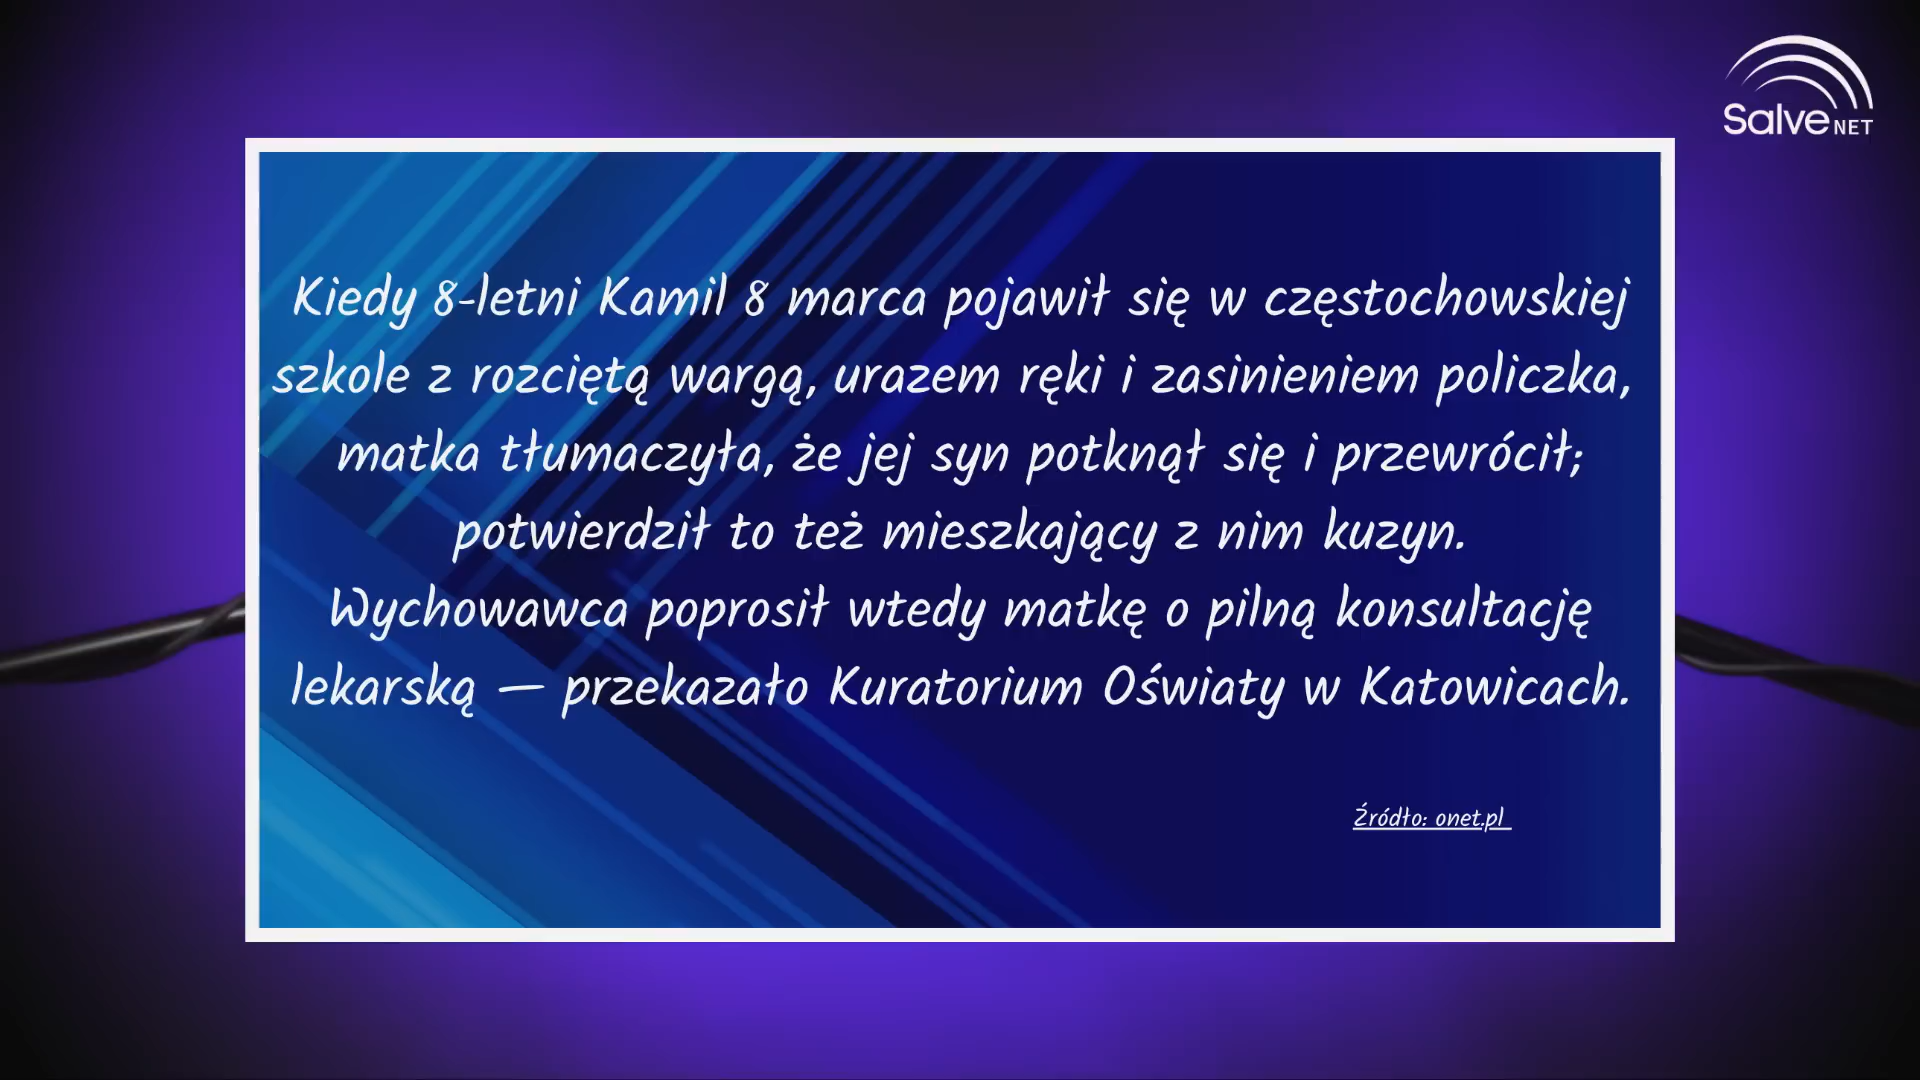 Salve NET
Kiedy 8-letni Kamil 8 marca pojawił się w częstochowskiej
szkole z rozciętą wargą, urazem ręki i zasinieniem policzka,
matka tłumaczyła, że jej syn potknął się i przewrócił;
potwierdził to też mieszkający z nim kuzyn.
Wychowawca poprosił wtedy matkę o pilną konsultację
lekarską — przekazało Kuratorium Oświaty w Katowicach.
Źródło: onet.pl